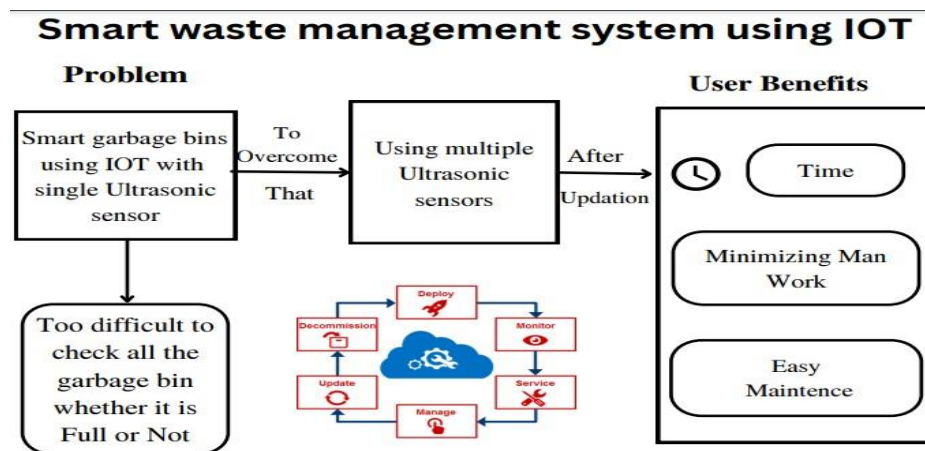 Smart waste management system using IOT
Problem
Smart garbage bins
using IOT with
single Ultrasonic
sensor
To
Overcome
That
Using multiple
Ultrasonic
sensors
After
Updation
User Benefits
Time
Minimizing Man
Work
Easy
Maintence
Too difficult to
check all the
garbage bin
whether it is
Full or Not
Deploy
Monitor
Service
Manage
Update
Decommission